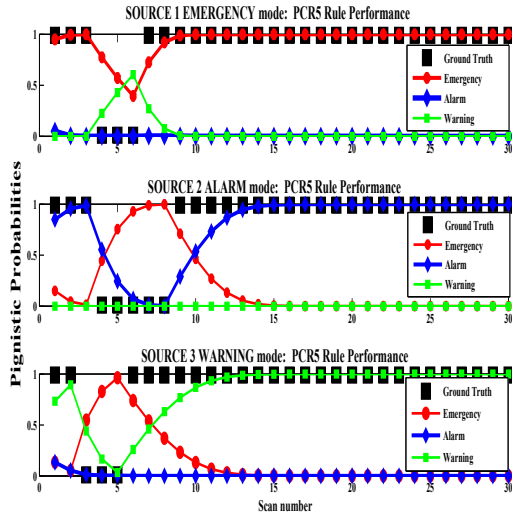 SOURCE 1 EMERGENCY mode: PCR5 Rule Performance
1
0.5
0
0 5 10 15 20 25 30
Ground Truth
Emergency
Alarm
Warning
Pignistic Probabilities
SOURCE 2 ALARM mode: PCR5 Rule Performance
1
0.5
0
0 5 10 15 20 25 30
Ground Truth
Emergency
Alarm
Warning
SOURCE 3 WARNING mode: PCR5 Rule Performance
1
0.5
0
0 5 10 15 20 25 30
Ground Truth
Emergency
Alarm
Warning
Scan number